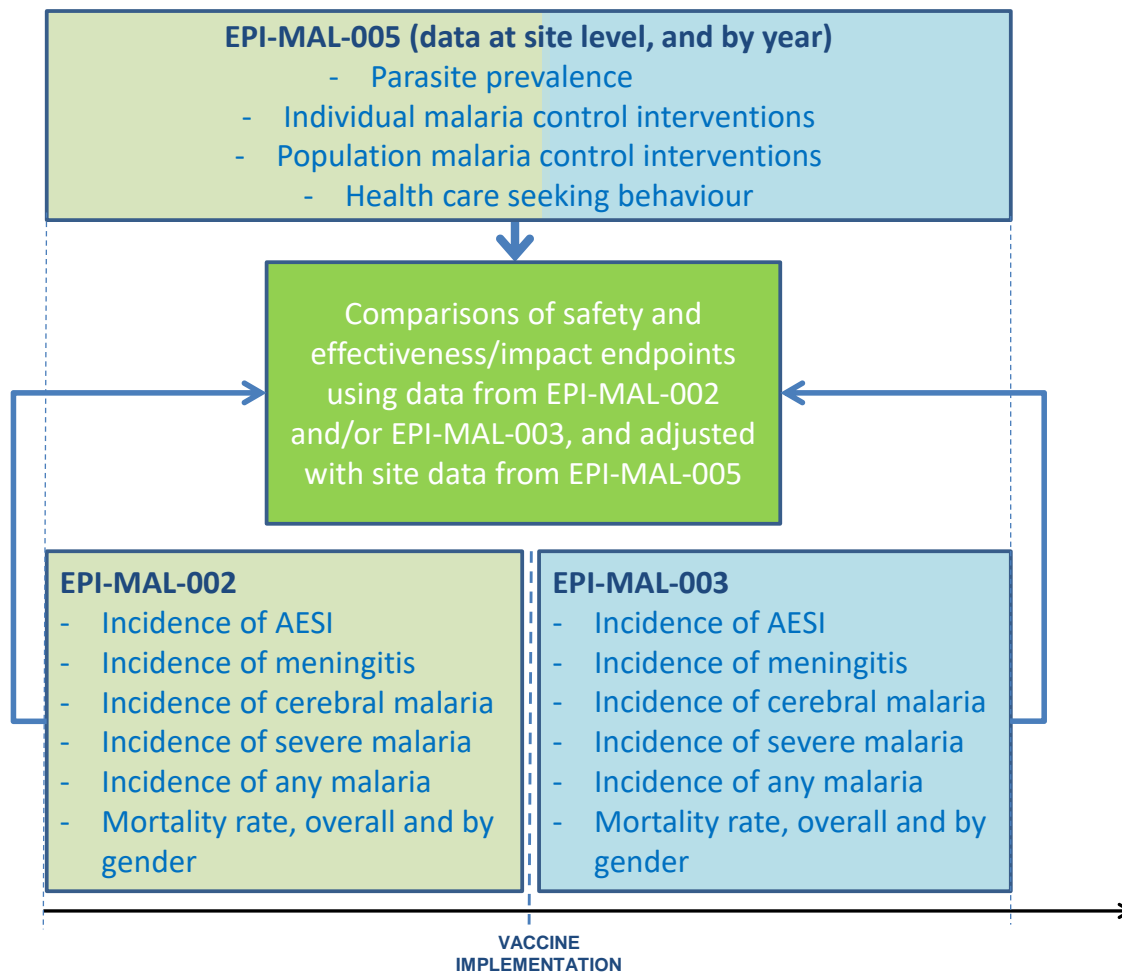 EPI-MAL-005 (data at site level, and by year)
- Parasite prevalence
- Individual malaria control interventions
- Population malaria control interventions
- Health care seeking behaviour
Comparisons of safety and
effectiveness/impact endpoints
using data from EPI-MAL-002
and/or EPI-MAL-003, and adjusted
with site data from EPI-MAL-005
EPI-MAL-002
- Incidence of AESI
- Incidence of meningitis
- Incidence of cerebral malaria
- Incidence of severe malaria
- Incidence of any malaria
- Mortality rate, overall and by
gender
EPI-MAL-003
- Incidence of AESI
- Incidence of meningitis
- Incidence of cerebral malaria
- Incidence of severe malaria
- Incidence of any malaria
- Mortality rate, overall and by
gender
VACCINE
IMPLEMENTATION